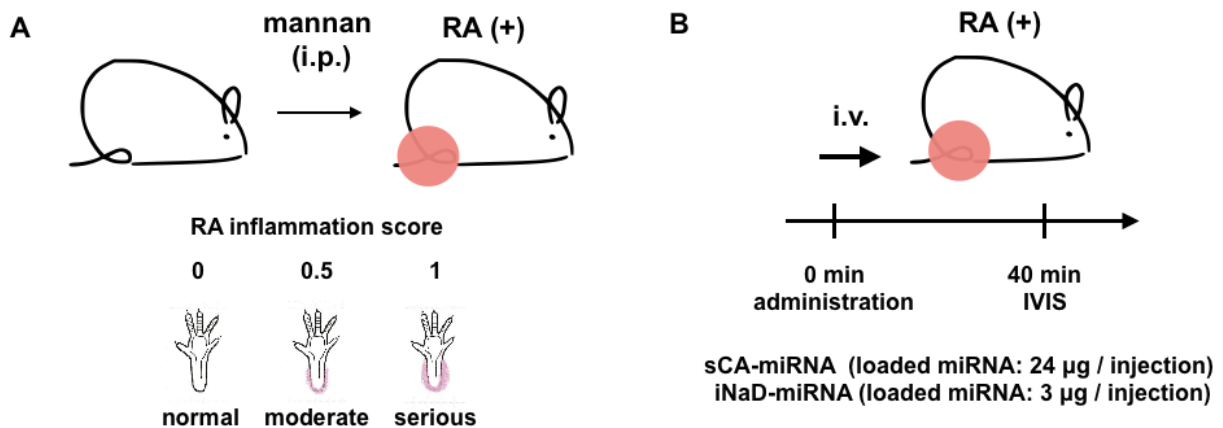 A
mannan
(i.p.)
RA (+)
RA inflammation score
0 0.5 1
normal moderate serious
B
RA (+)
i.v.
0 min 40 min
administration IVIS
sCA-miRNA (loaded miRNA: 24 µg / injection)
iNaD-miRNA (loaded miRNA: 3 µg / injection)